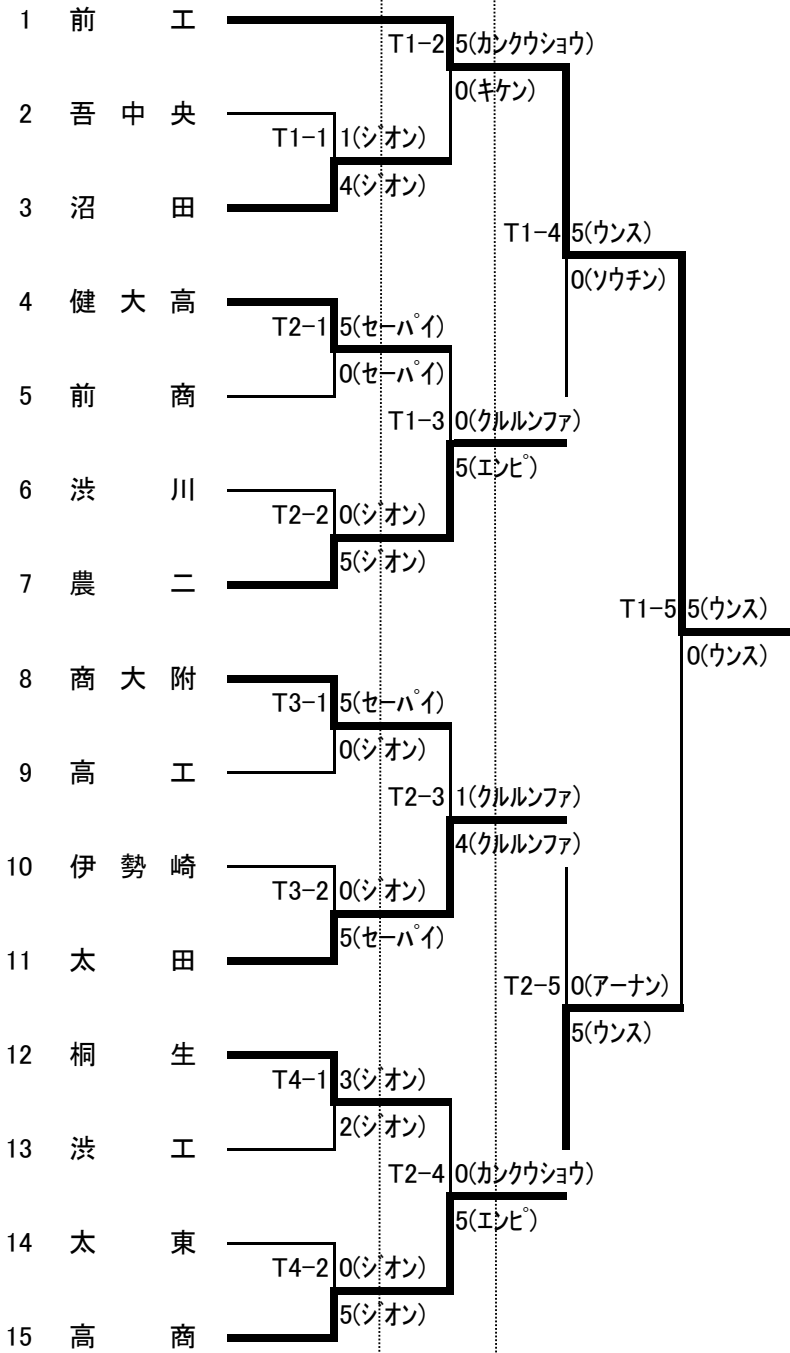 1 前工
T1-2 5(カンクウショウ)
0(キケン)
2 吾中央
T1-1 1(ジオン)
4(ジオン)
3 沼田
T1-4 5(ウンス)
0(ソウチン)
4 健大高
T2-1 5(セーパイ)
0(セーパイ)
5 前商
T1-3 0(クルルンファ)
5(エンピ)
6 渋川
T2-2 0(ジオン)
5(ジオン)
7 農二
T1-5 5(ウンス)
0(ウンス)
8 商大附
T3-1 5(セーパイ)
0(ジオン)
9 高工
T2-3 1(クルルンファ)
4(クルルンファ)
10 伊勢崎
T3-2 0(ジオン)
5(セーパイ)
11 太田
T2-5 0(アーナン)
5(ウンス)
12 桐生
T4-1 3(ジオン)
2(ジオン)
13 渋工
T2-4 0(カンクウショウ)
5(エンピ)
14 太東
T4-2 0(ジオン)
5(ジオン)
15 高商